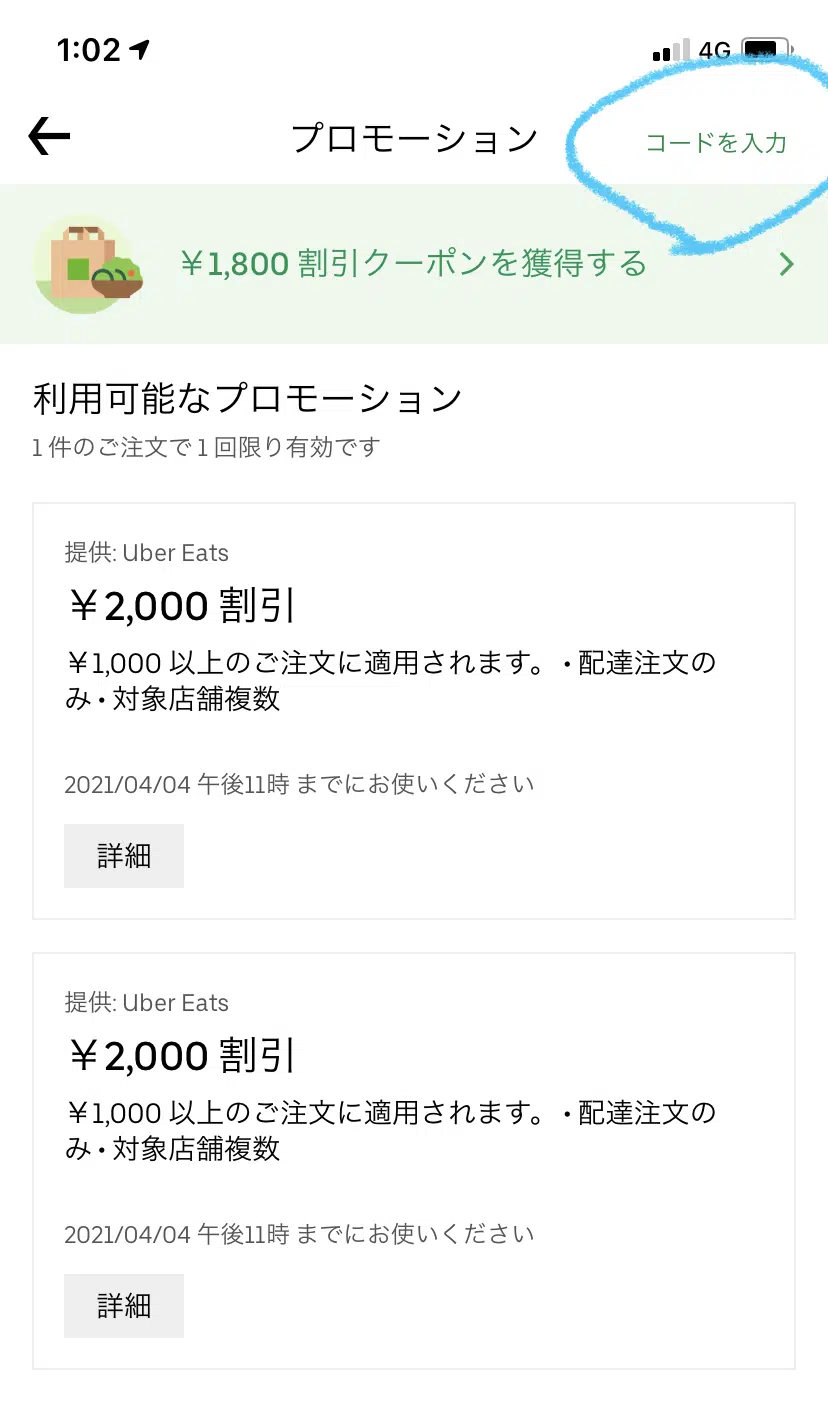 1:02
4G
プロモーション
コードを入力
￥1,800 割引クーポンを獲得する
利用可能なプロモーション
1 件のご注文で 1 回限り有効です
提供: Uber Eats
￥2,000 割引
￥1,000 以上のご注文に適用されます。 • 配達注文の
み • 対象店舗複数
2021/04/04 午後11時 までにお使いください
詳細
提供: Uber Eats
￥2,000 割引
￥1,000 以上のご注文に適用されます。 • 配達注文の
み • 対象店舗複数
2021/04/04 午後11時 までにお使いください
詳細